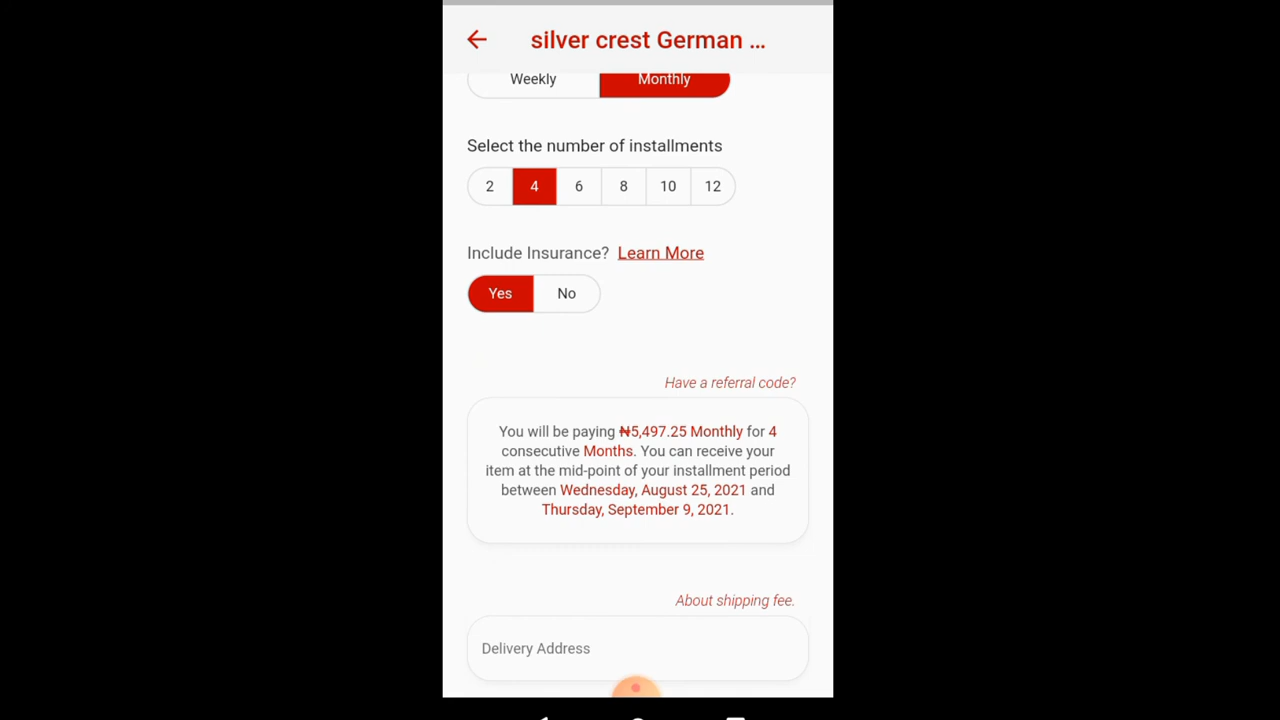 silver crest German ...
Weekly Monthly
Select the number of installments
2 4 6 8 10 12
Include Insurance? Learn More
Yes No
Have a referral code?
You will be paying ₦5,497.25 Monthly for 4
consecutive Months. You can receive your
item at the mid-point of your installment period
between Wednesday, August 25, 2021 and
Thursday, September 9, 2021.
About shipping fee.
Delivery Address